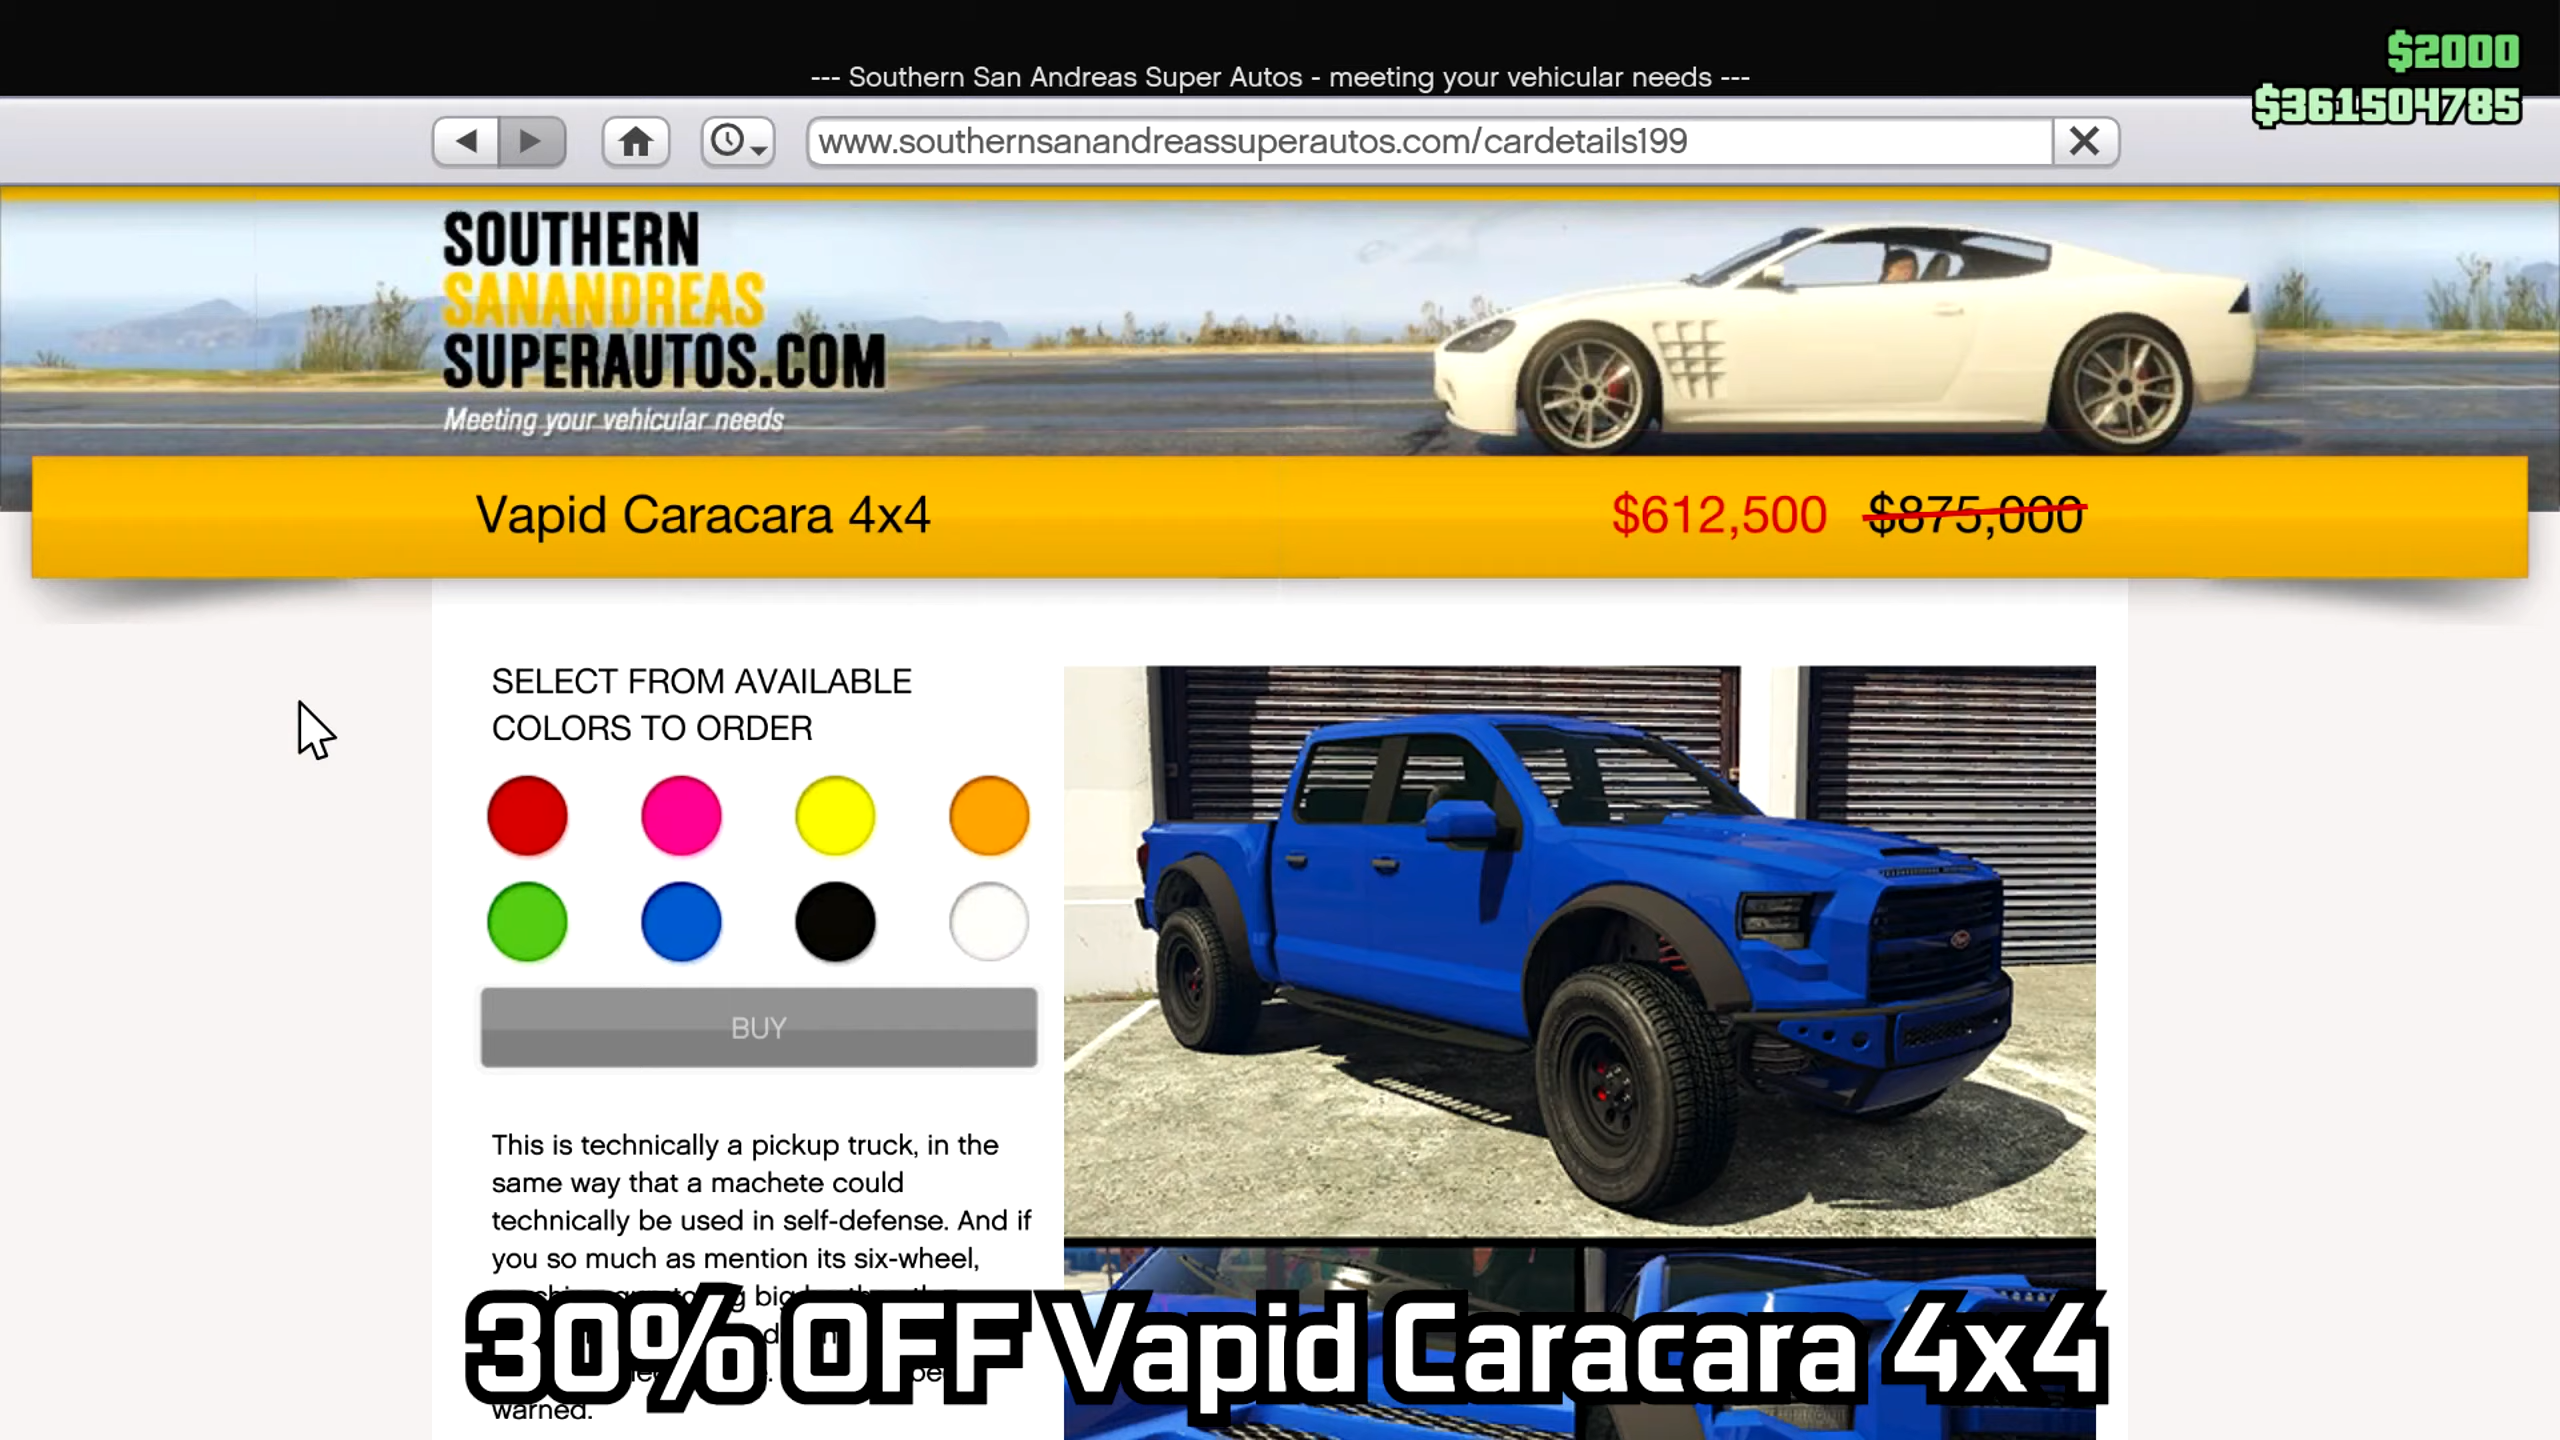 --- Southern San Andreas Super Autos - meeting your vehicular needs ---
$2000
$361504785
www.southernsanandreassuperautos.com/cardetails199
SOUTHERN
SANANDREAS
SUPERAUTOS.COM
Meeting your vehicular needs
Vapid Caracara 4x4
$612,500 $875,000
SELECT FROM AVAILABLE
COLORS TO ORDER
BUY
This is technically a pickup truck, in the
same way that a machete could
technically be used in self-defense. And if
you so much as mention its six-wheel,
30% OFF Vapid Caracara 4x4
warned.